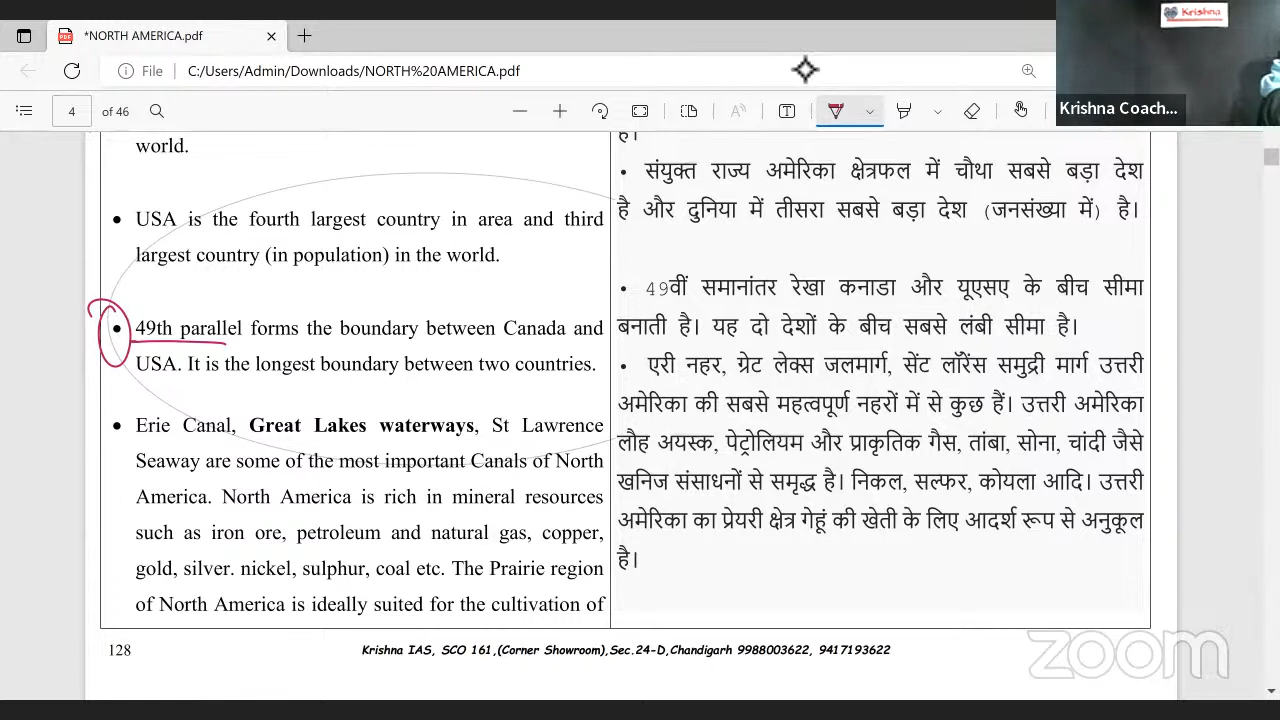 *NORTH AMERICA.pdf
Krishna
File
C:/Users/Admin/Downloads/NORTH%20AMERICA.pdf
Krishna Coach...
4 of 46
world.
• USA is the fourth largest country in area and third
largest country (in population) in the world.
• 49th parallel forms the boundary between Canada and
USA. It is the longest boundary between two countries.
• Erie Canal, Great Lakes waterways, St Lawrence
Seaway are some of the most important Canals of North
America. North America is rich in mineral resources
such as iron ore, petroleum and natural gas, copper,
gold, silver. nickel, sulphur, coal etc. The Prairie region
of North America is ideally suited for the cultivation of
है।
• संयुक्त राज्य अमेरिका क्षेत्रफल में चौथा सबसे बड़ा देश
है और दुनिया में तीसरा सबसे बड़ा देश (जनसंख्या में) है।
• 49वीं समानांतर रेखा कनाडा और यूएसए के बीच सीमा
बनाती है। यह दो देशों के बीच सबसे लंबी सीमा है।
• एरी नहर, ग्रेट लेक्स जलमार्ग, सेंट लॉरेंस समुद्री मार्ग उत्तरी
अमेरिका की सबसे महत्वपूर्ण नहरों में से कुछ हैं। उत्तरी अमेरिका
लौह अयस्क, पेट्रोलियम और प्राकृतिक गैस, तांबा, सोना, चांदी जैसे
खनिज संसाधनों से समृद्ध है। निकल, सल्फर, कोयला आदि। उत्तरी
अमेरिका का प्रेयरी क्षेत्र गेहूं की खेती के लिए आदर्श रूप से अनुकूल
है।
128
Krishna IAS, SCO 161,(Corner Showroom),Sec.24-D,Chandigarh 9988003622, 9417193622
zoom